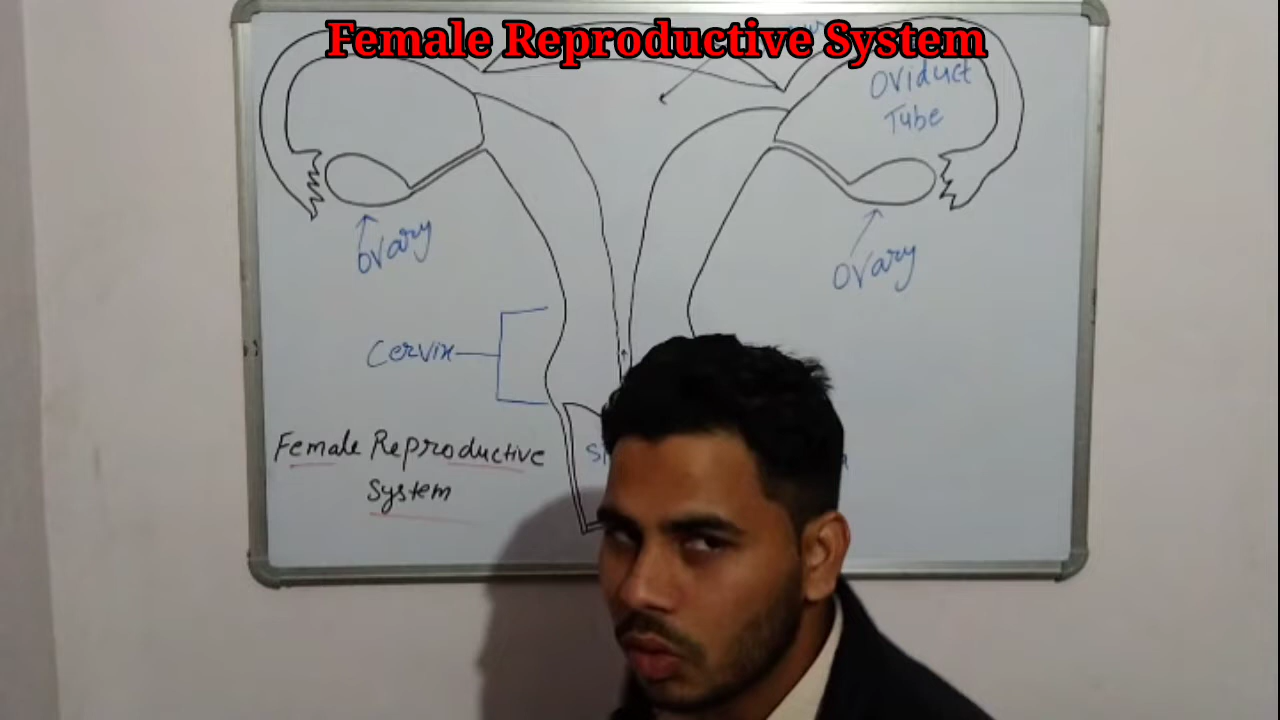 Female Reproductive System
Oviduct
Tube
Ovary
Ovary
Cervix
Female Reproductive
System